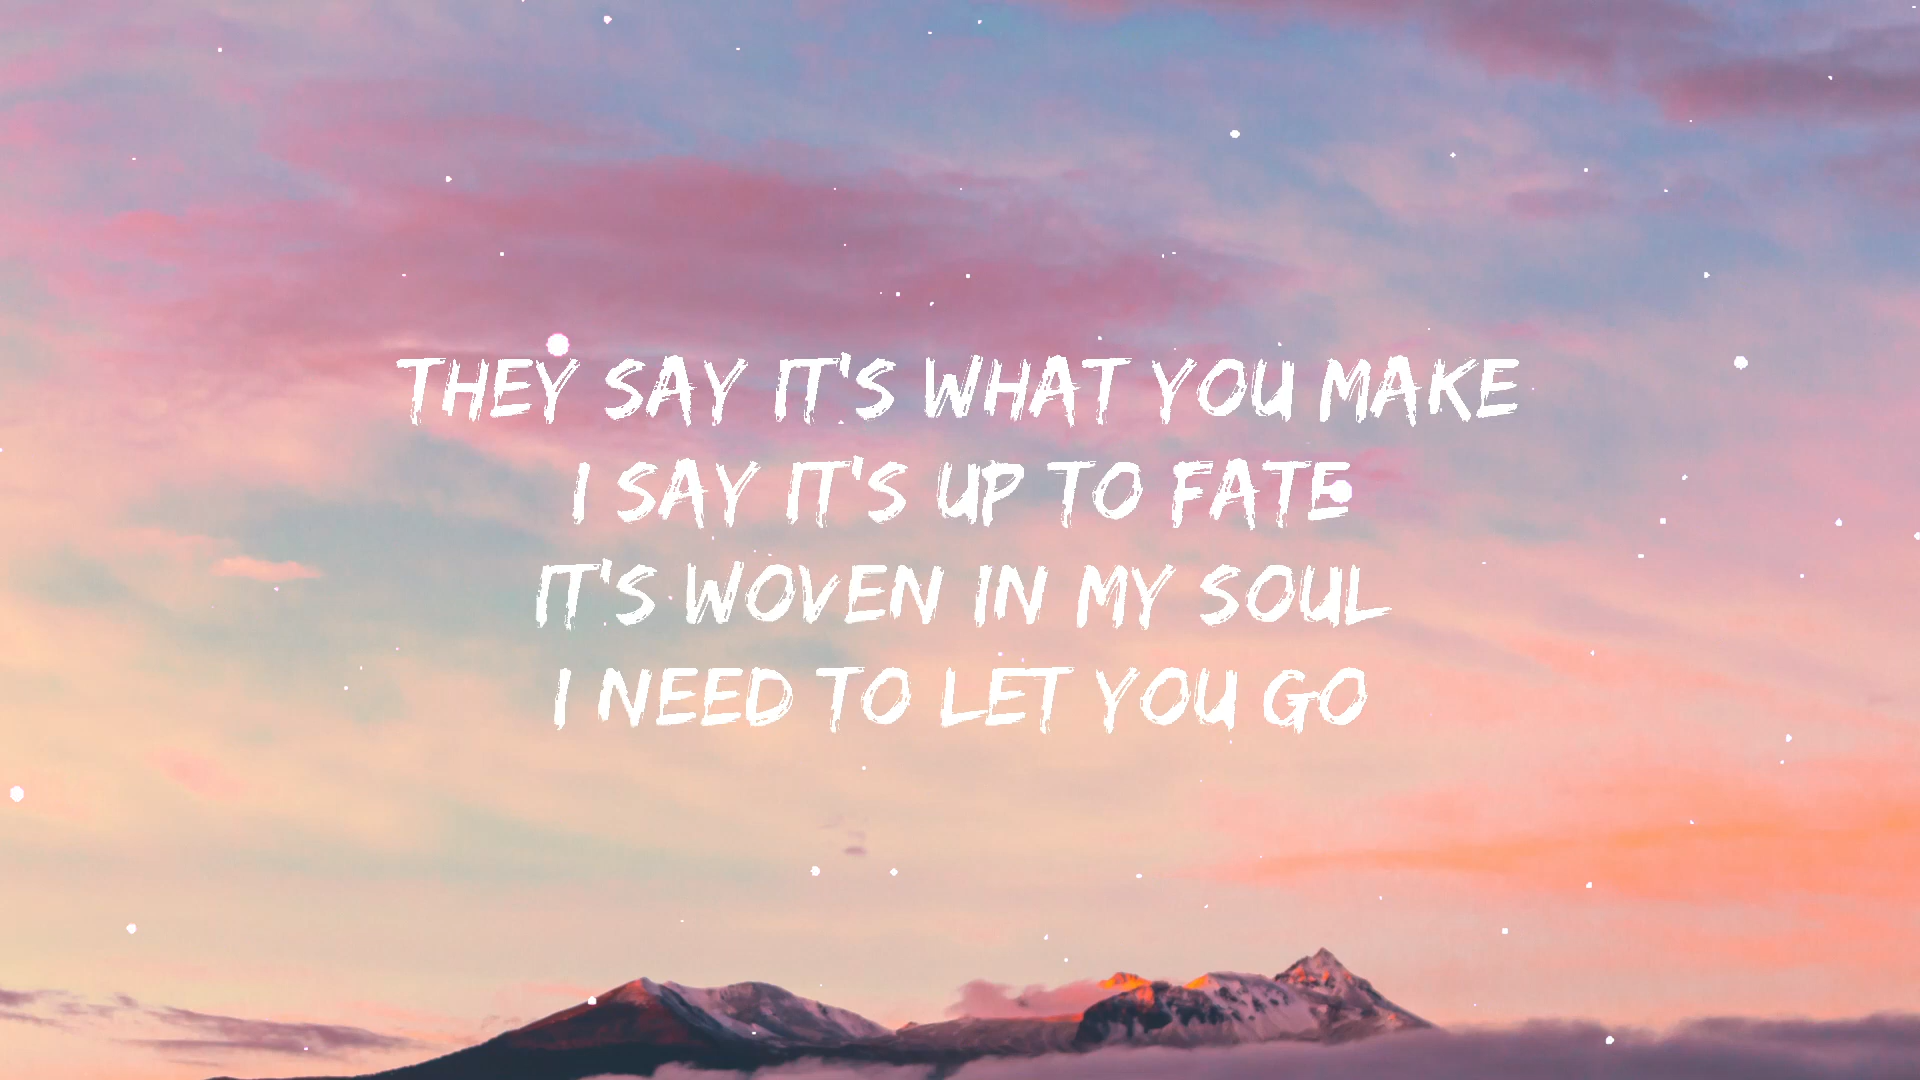 THEY SAY IT'S WHAT YOU MAKE
I SAY IT'S UP TO FATE
IT'S WOVEN IN MY SOUL
I NEED TO LET YOU GO